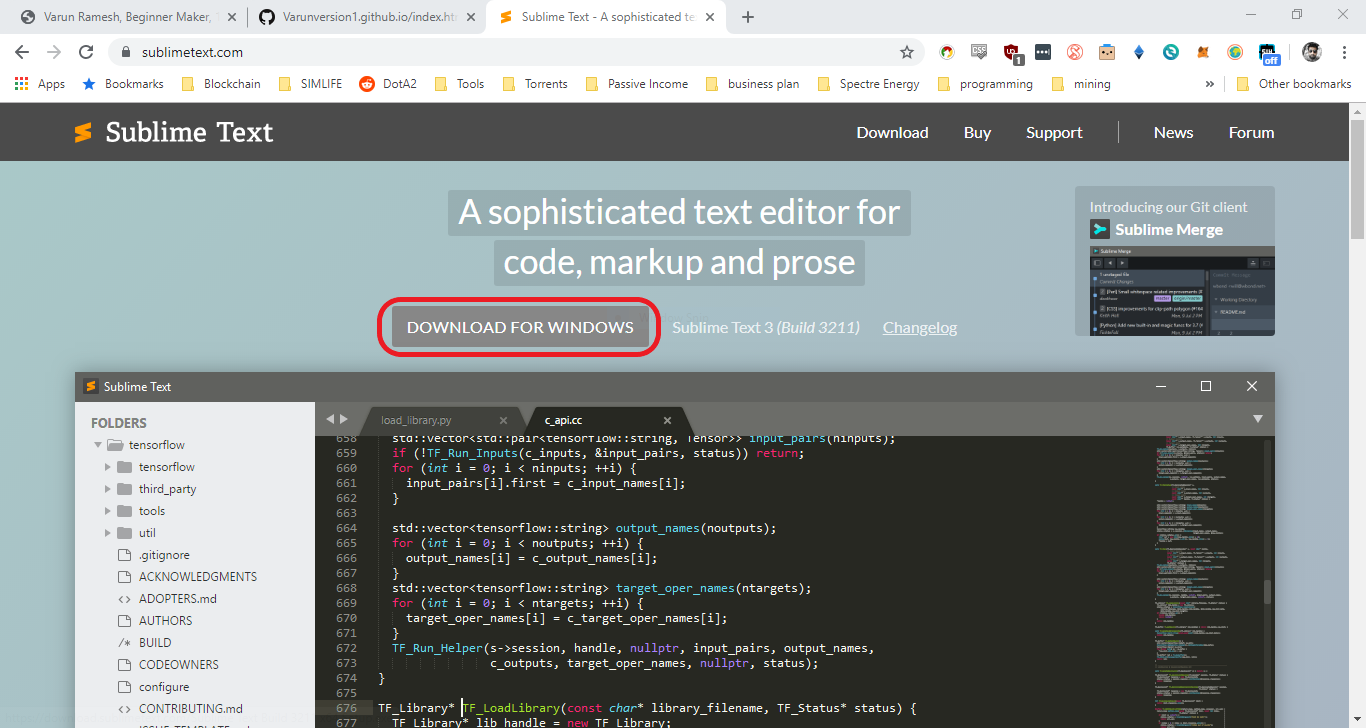 Varun Ramesh, Beginner Maker,
Varunversion1.github.io/index.ht
Sublime Text - A sophisticated te
sublimetext.com
1
off
Apps
Bookmarks
Blockchain
SIMLIFE
DotA2
Tools
Torrents
Passive Income
business plan
Spectre Energy
programming
mining
»
Other bookmarks
Sublime Text
Download
Buy
Support
News
Forum
A sophisticated text editor for
code, markup and prose
Introducing our Git client
Sublime Merge
DOWNLOAD FOR WINDOWS
Sublime Text 3 (Build 3211)
Changelog
Sublime Text
FOLDERS
tensorflow
tensorflow
third_party
tools
util
.gitignore
ACKNOWLEDGMENTS
<> ADOPTERS.md
AUTHORS
/* BUILD
CODEOWNERS
configure
<> CONTRIBUTING.md
load_library.py
c_api.cc
658 std::vector<std::pair<tensorflow::string, Tensor>> input_pairs(ninputs);
659 if (!TF_Run_Inputs(c_inputs, &input_pairs, status)) return;
660 for (int i = 0; i < ninputs; ++i) {
661 input_pairs[i].first = c_input_names[i];
662 }
663
664 std::vector<tensorflow::string> output_names(noutputs);
665 for (int i = 0; i < noutputs; ++i) {
666 output_names[i] = c_output_names[i];
667 }
668 std::vector<tensorflow::string> target_oper_names(ntargets);
669 for (int i = 0; i < ntargets; ++i) {
670 target_oper_names[i] = c_target_oper_names[i];
671 }
672 TF_Run_Helper(s->session, handle, nullptr, input_pairs, output_names,
673 c_outputs, target_oper_names, nullptr, status);
674 }
675
676 TF_Library* TF_LoadLibrary(const char* library_filename, TF_Status* status) {
677 TF_Library* lib_handle = new TF_Library;